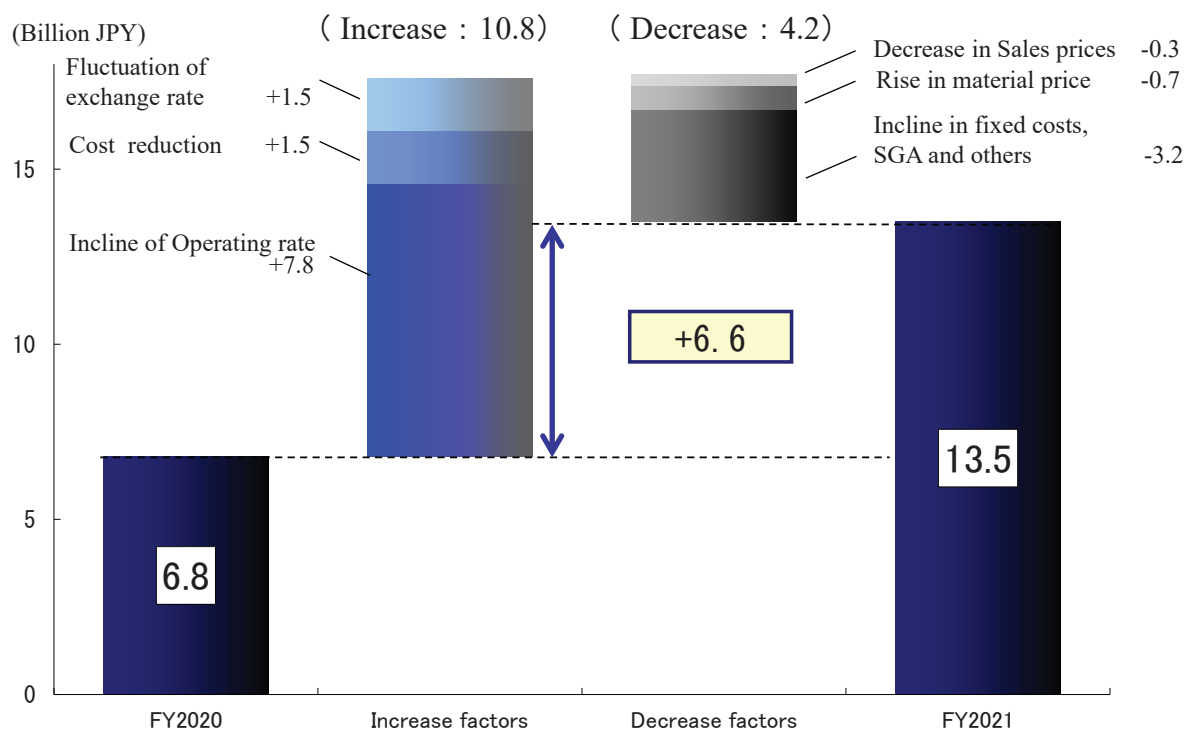 (Billion JPY)
（ Increase : 10.8）
（ Decrease : 4.2）
Fluctuation of
exchange rate +1.5
Cost reduction +1.5
Incline of Operating rate
+7.8
Decrease in Sales prices -0.3
Rise in material price -0.7
Incline in fixed costs,
SGA and others -3.2
15
10
5
0
+6. 6
6.8
13.5
FY2020
Increase factors
Decrease factors
FY2021